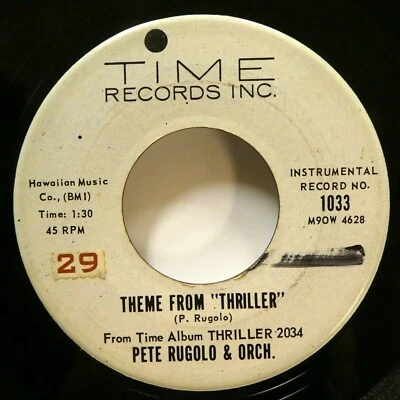 TIME
RECORDS INC.
Hawaiian Music
Co., (BMI)
Time: 1:30
45 RPM
INSTRUMENTAL
RECORD NO.
1033
M9OW 4628
29
THEME FROM "THRILLER"
(P. Rugolo)
From Time Album THRILLER 2034
PETE RUGOLO & ORCH.